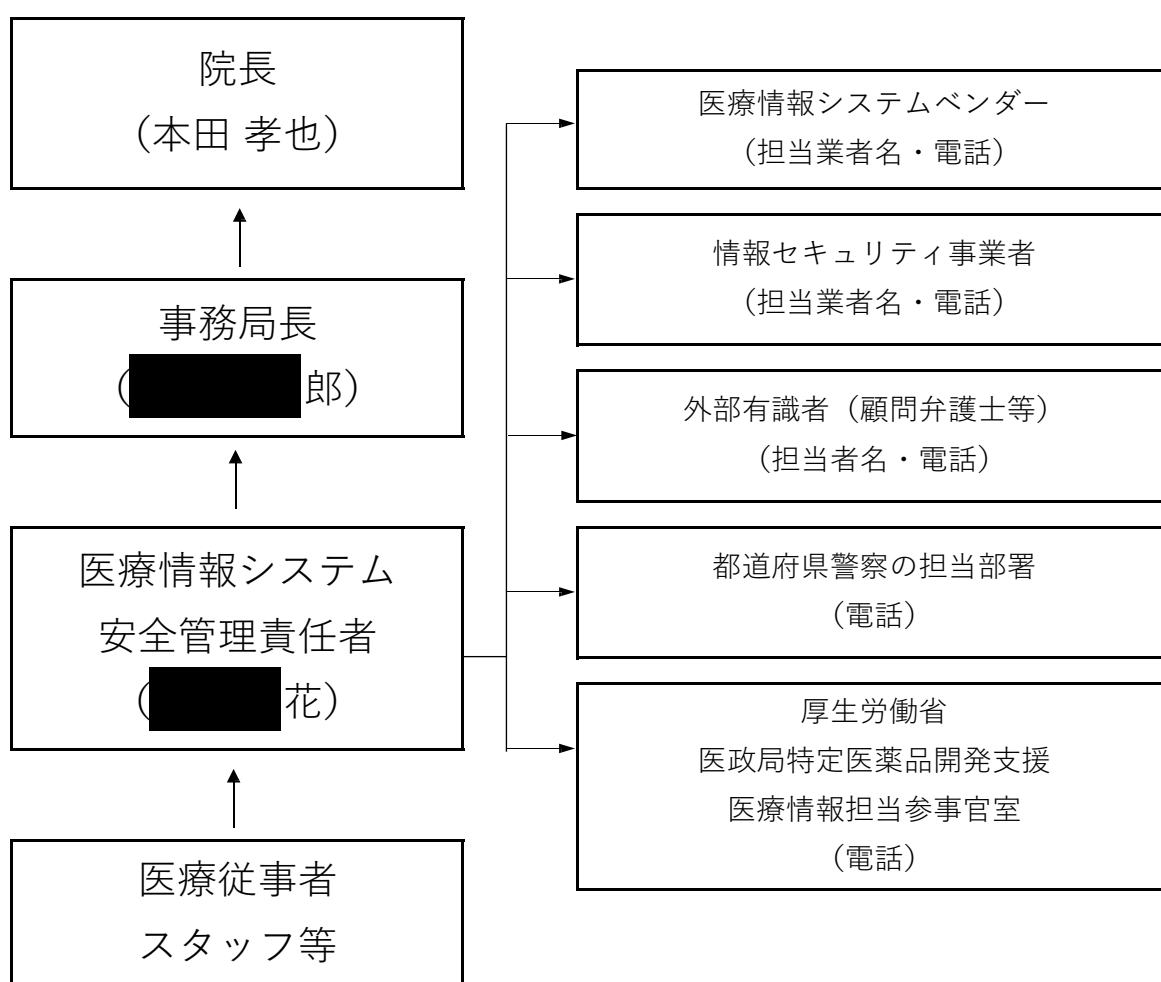 院長
（本田 孝也）
事務局長
（郎）
医療情報システム
安全管理責任者
（花）
医療従事者
スタッフ等
医療情報システムベンダー
（担当業者名・電話）
情報セキュリティ事業者
（担当業者名・電話）
外部有識者（顧問弁護士等）
（担当者名・電話）
都道府県警察の担当部署
（電話）
厚生労働省
医政局特定医薬品開発支援
医療情報担当参事官室
（電話）